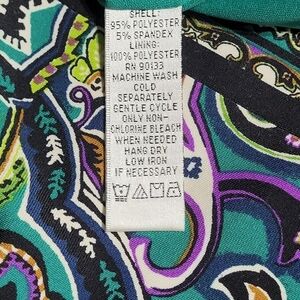 SHELL:
95% POLYESTER
5% SPANDEX
LINING:
100% POLYESTER
RN 90133
MACHINE WASH
COLD
SEPARATELY
GENTLE CYCLE
ONLY NON-
CHLORINE BLEACH
WHEN NEEDED
HANG DRY
LOW IRON
IF NECESSARY